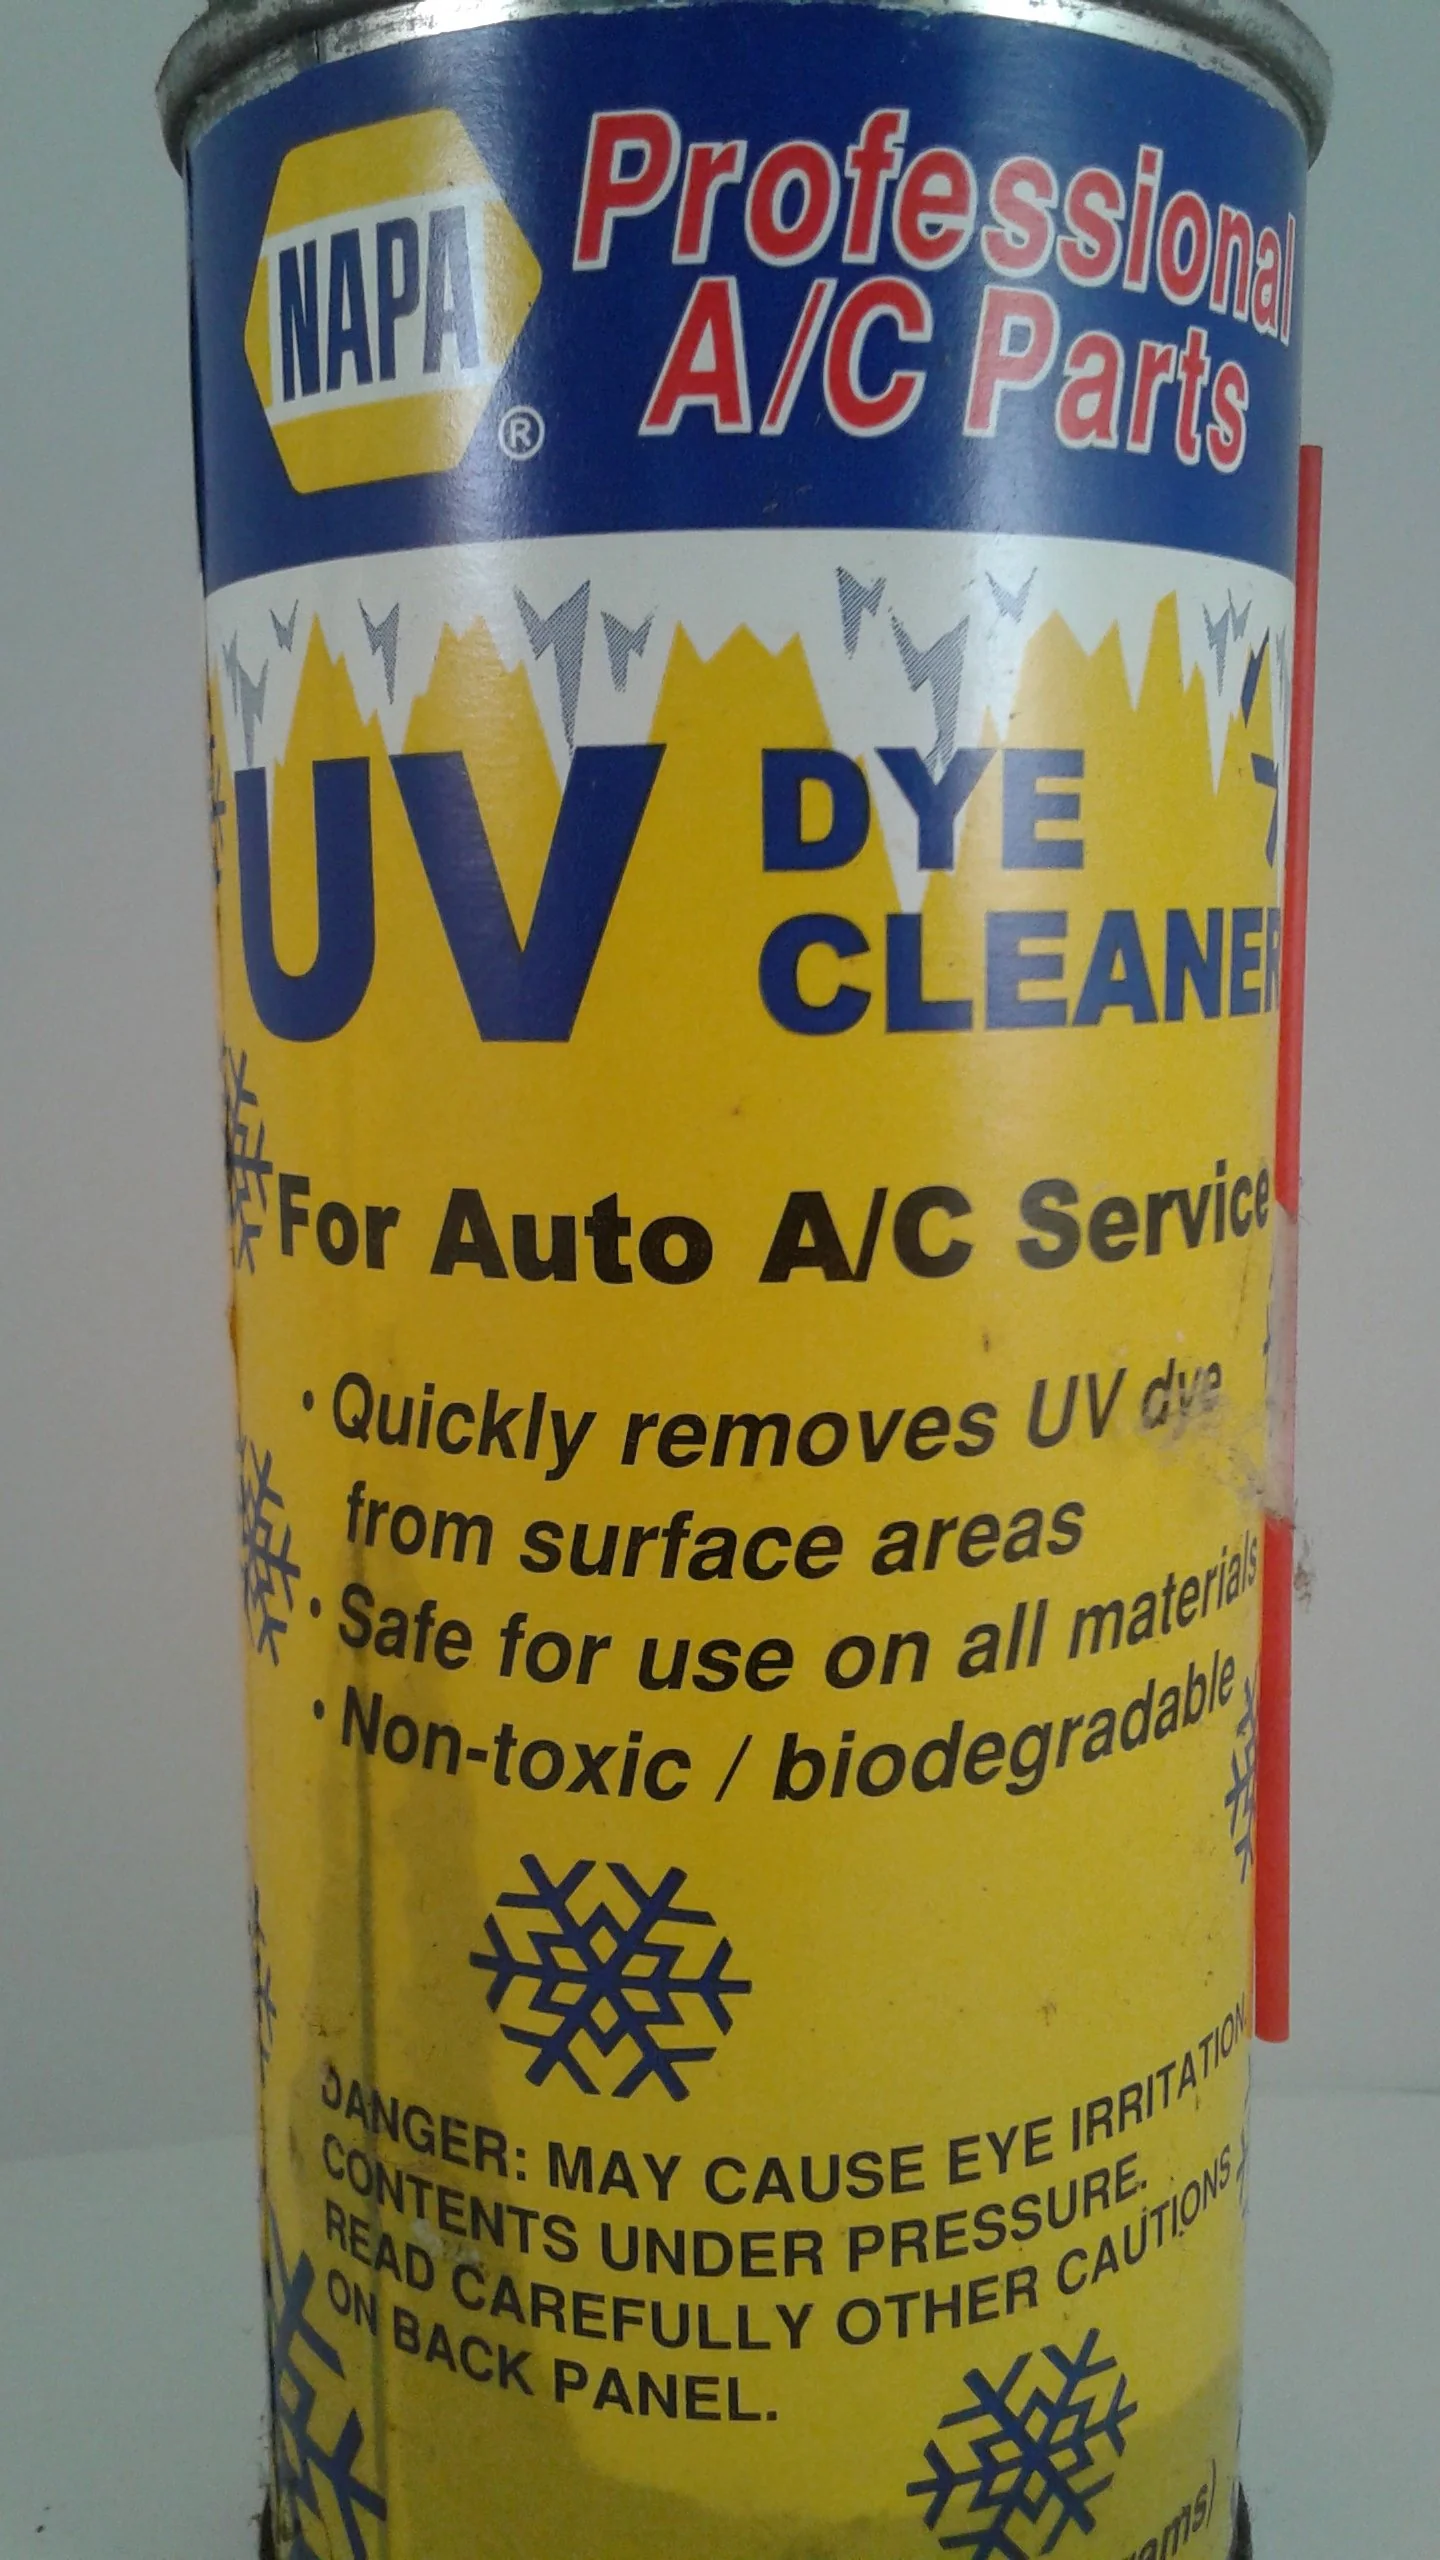 NAPA
®
Professional
A/C Parts
UV DYE
CLEANER
For Auto A/C Service
• Quickly removes UV dye
from surface areas
• Safe for use on all materials
• Non-toxic / biodegradable
DANGER: MAY CAUSE EYE IRRITATION.
CONTENTS UNDER PRESSURE.
READ CAREFULLY OTHER CAUTIONS
ON BACK PANEL.